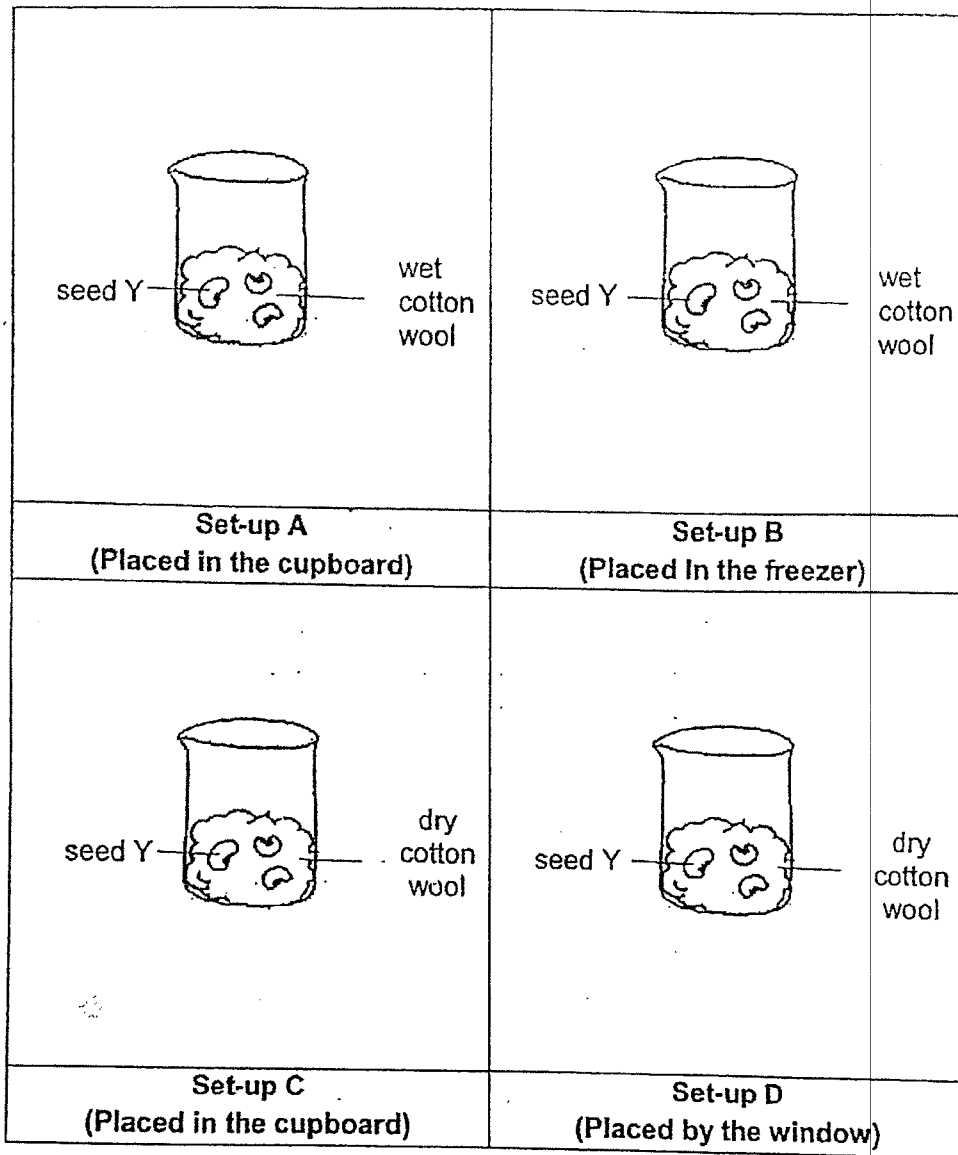 seed Y
wet
cotton
wool
seed Y
wet
cotton
wool
Set-up A
(Placed in the cupboard)
Set-up B
(Placed In the freezer)
seed Y
dry
cotton
wool
seed Y
dry
cotton
wool
Set-up C
(Placed in the cupboard)
Set-up D
(Placed by the window)